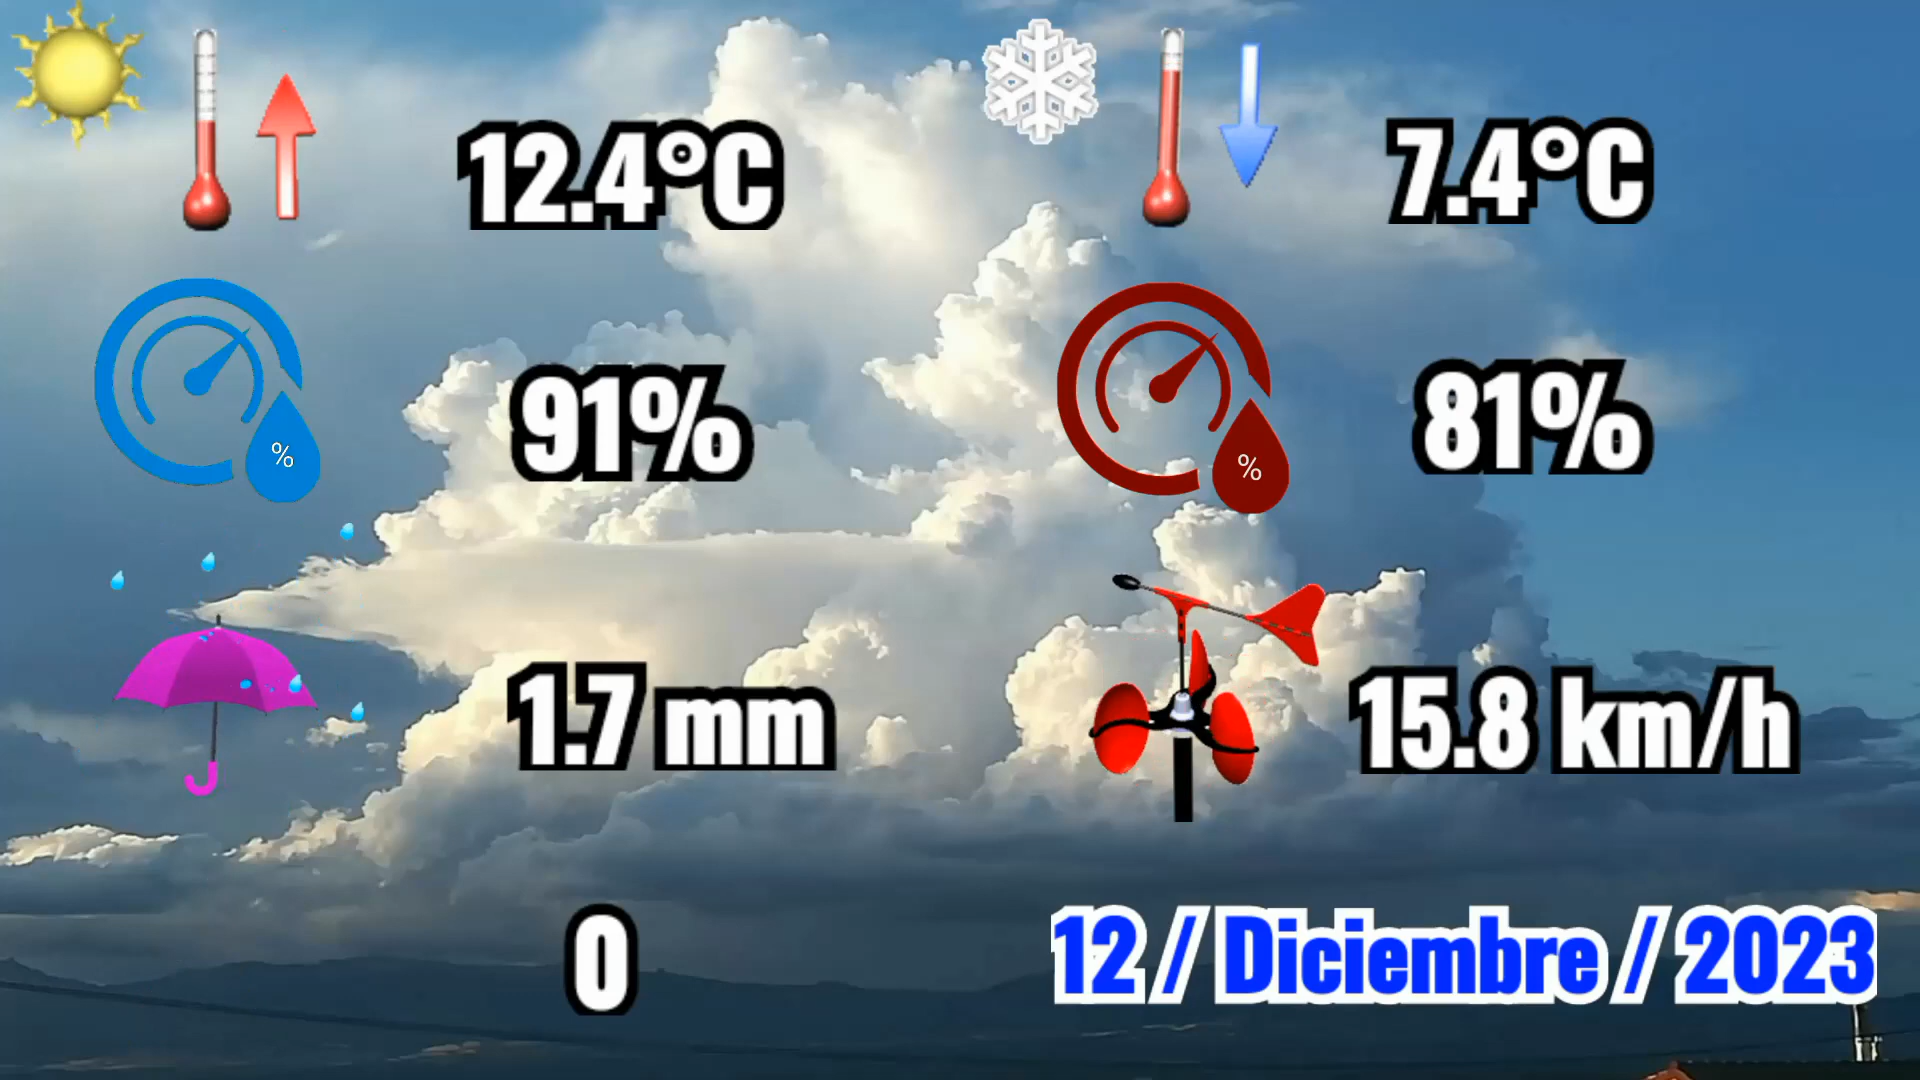 12.4°C
7.4°C
%
91%
%
81%
1.7 mm
15.8 km/h
0
12 / Diciembre / 2023